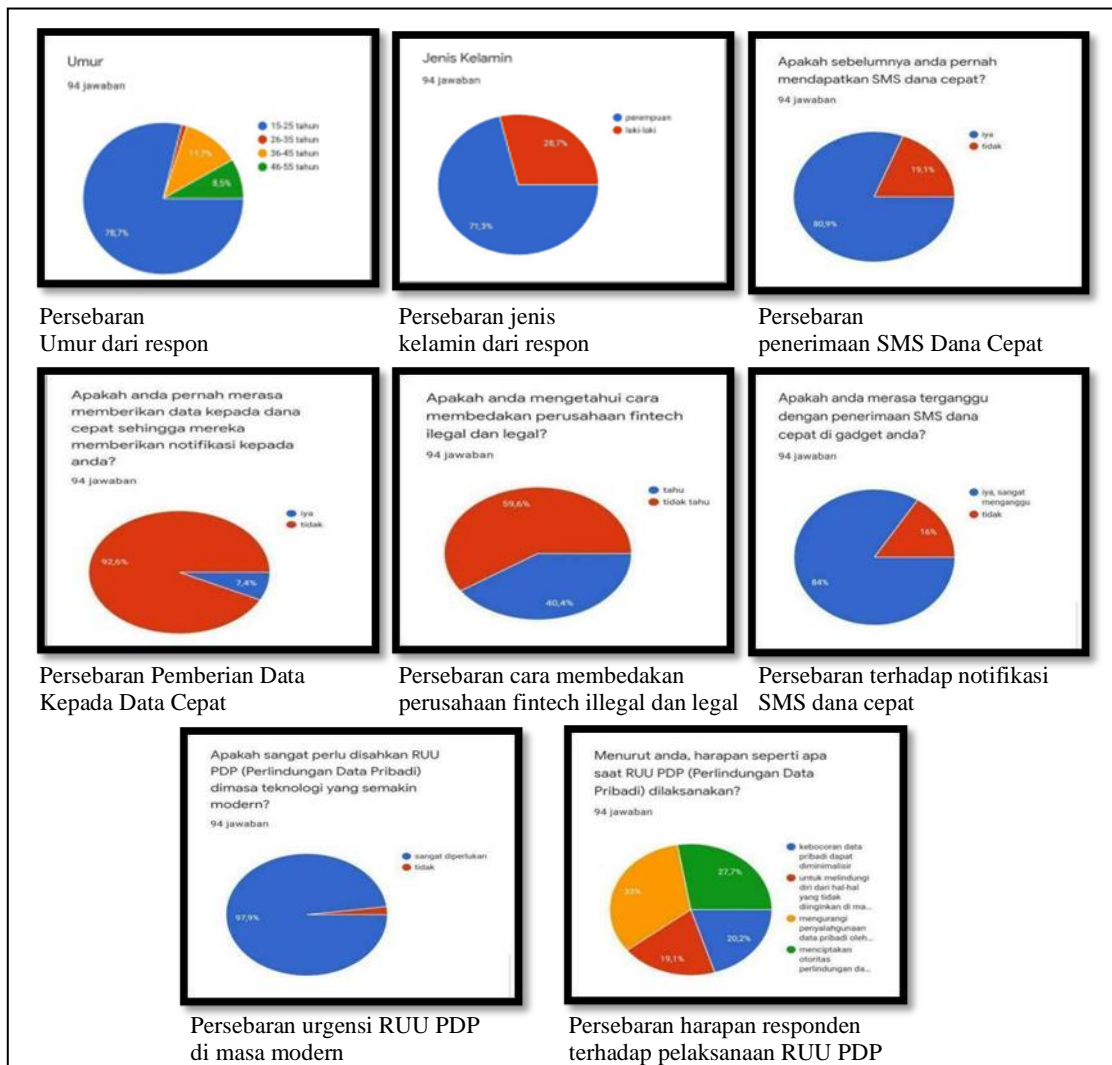 Umur
94 jawaban
15-25 tahun
26-35 tahun
36-45 tahun
46-55 tahun
11,7%
8,5%
78,7%
Persebaran
Umur dari respon
Jenis Kelamin
94 jawaban
perempuan
laki-laki
28,7%
71,3%
Persebaran jenis
kelamin dari respon
Apakah sebelumnya anda pernah
mendapatkan SMS dana cepat?
94 jawaban
iya
tidak
19,1%
80,9%
Persebaran
penerimaan SMS Dana Cepat
Apakah anda pernah merasa
memberikan data kepada dana
cepat sehingga mereka
memberikan notifikasi kepada
anda?
94 jawaban
iya
tidak
92,6%
7,4%
Persebaran Pemberian Data
Kepada Data Cepat
Apakah anda mengetahui cara
membedakan perusahaan fintech
ilegal dan legal?
94 jawaban
tahu
tidak tahu
59,6%
40,4%
Persebaran cara membedakan
perusahaan fintech illegal dan legal
Apakah anda merasa terganggu
dengan penerimaan SMS dana
cepat di gadget anda?
94 jawaban
iya, sangat
menganggu
tidak
16%
84%
Persebaran terhadap notifikasi
SMS dana cepat
Apakah sangat perlu disahkan RUU
PDP (Perlindungan Data Pribadi)
dimasa teknologi yang semakin
modern?
94 jawaban
sangat diperlukan
tidak
97,9%
Persebaran urgensi RUU PDP
di masa modern
Menurut anda, harapan seperti apa
saat RUU PDP (Perlindungan Data
Pribadi) dilaksanakan?
94 jawaban
kebocoran data
pribadi dapat
diminimalisir
untuk melindungi
diri dari hal-hal
yang tidak
diinginkan di ma...
mengurangi
penyalahgunaan
data pribadi oleh...
menciptakan
otoritas
perlindungan da...
27,7%
33%
20,2%
19,1%
Persebaran harapan responden
terhadap pelaksanaan RUU PDP